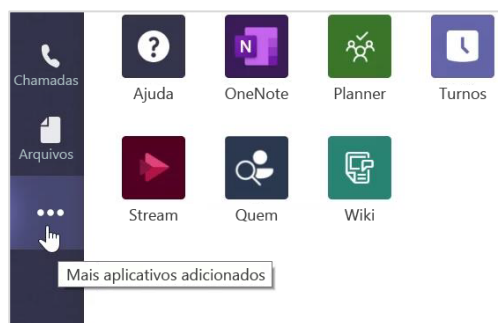 Chamadas
Arquivos
Ajuda
N
OneNote
Planner
Turnos
Stream
Quem
Wiki
Mais aplicativos adicionados